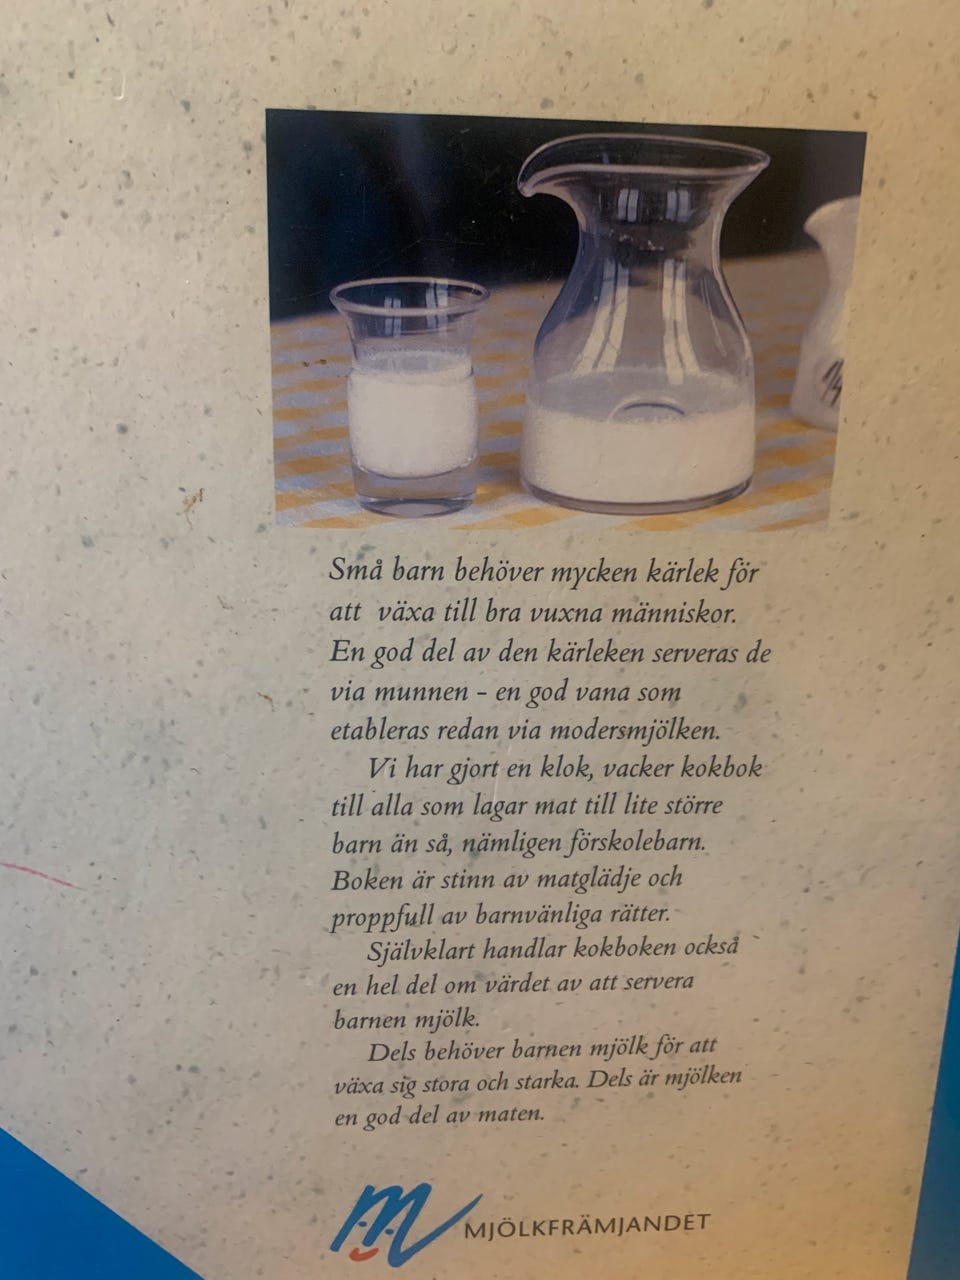 1/4
Små barn behöver mycken kärlek för
att växa till bra vuxna människor.
En god del av den kärleken serveras de
via munnen - en god vana som
etableras redan via modersmjölken.
Vi har gjort en klok, vacker kokbok
till alla som lagar mat till lite större
barn än så, nämligen förskolebarn.
Boken är stinn av matglädje och
proppfull av barnvänliga rätter.
Självklart handlar kokboken också
en hel del om värdet av att servera
barnen mjölk.
Dels behöver barnen mjölk för att
växa sig stora och starka. Dels är mjölken
en god del av maten.
MJÖLKFRÄMJANDET